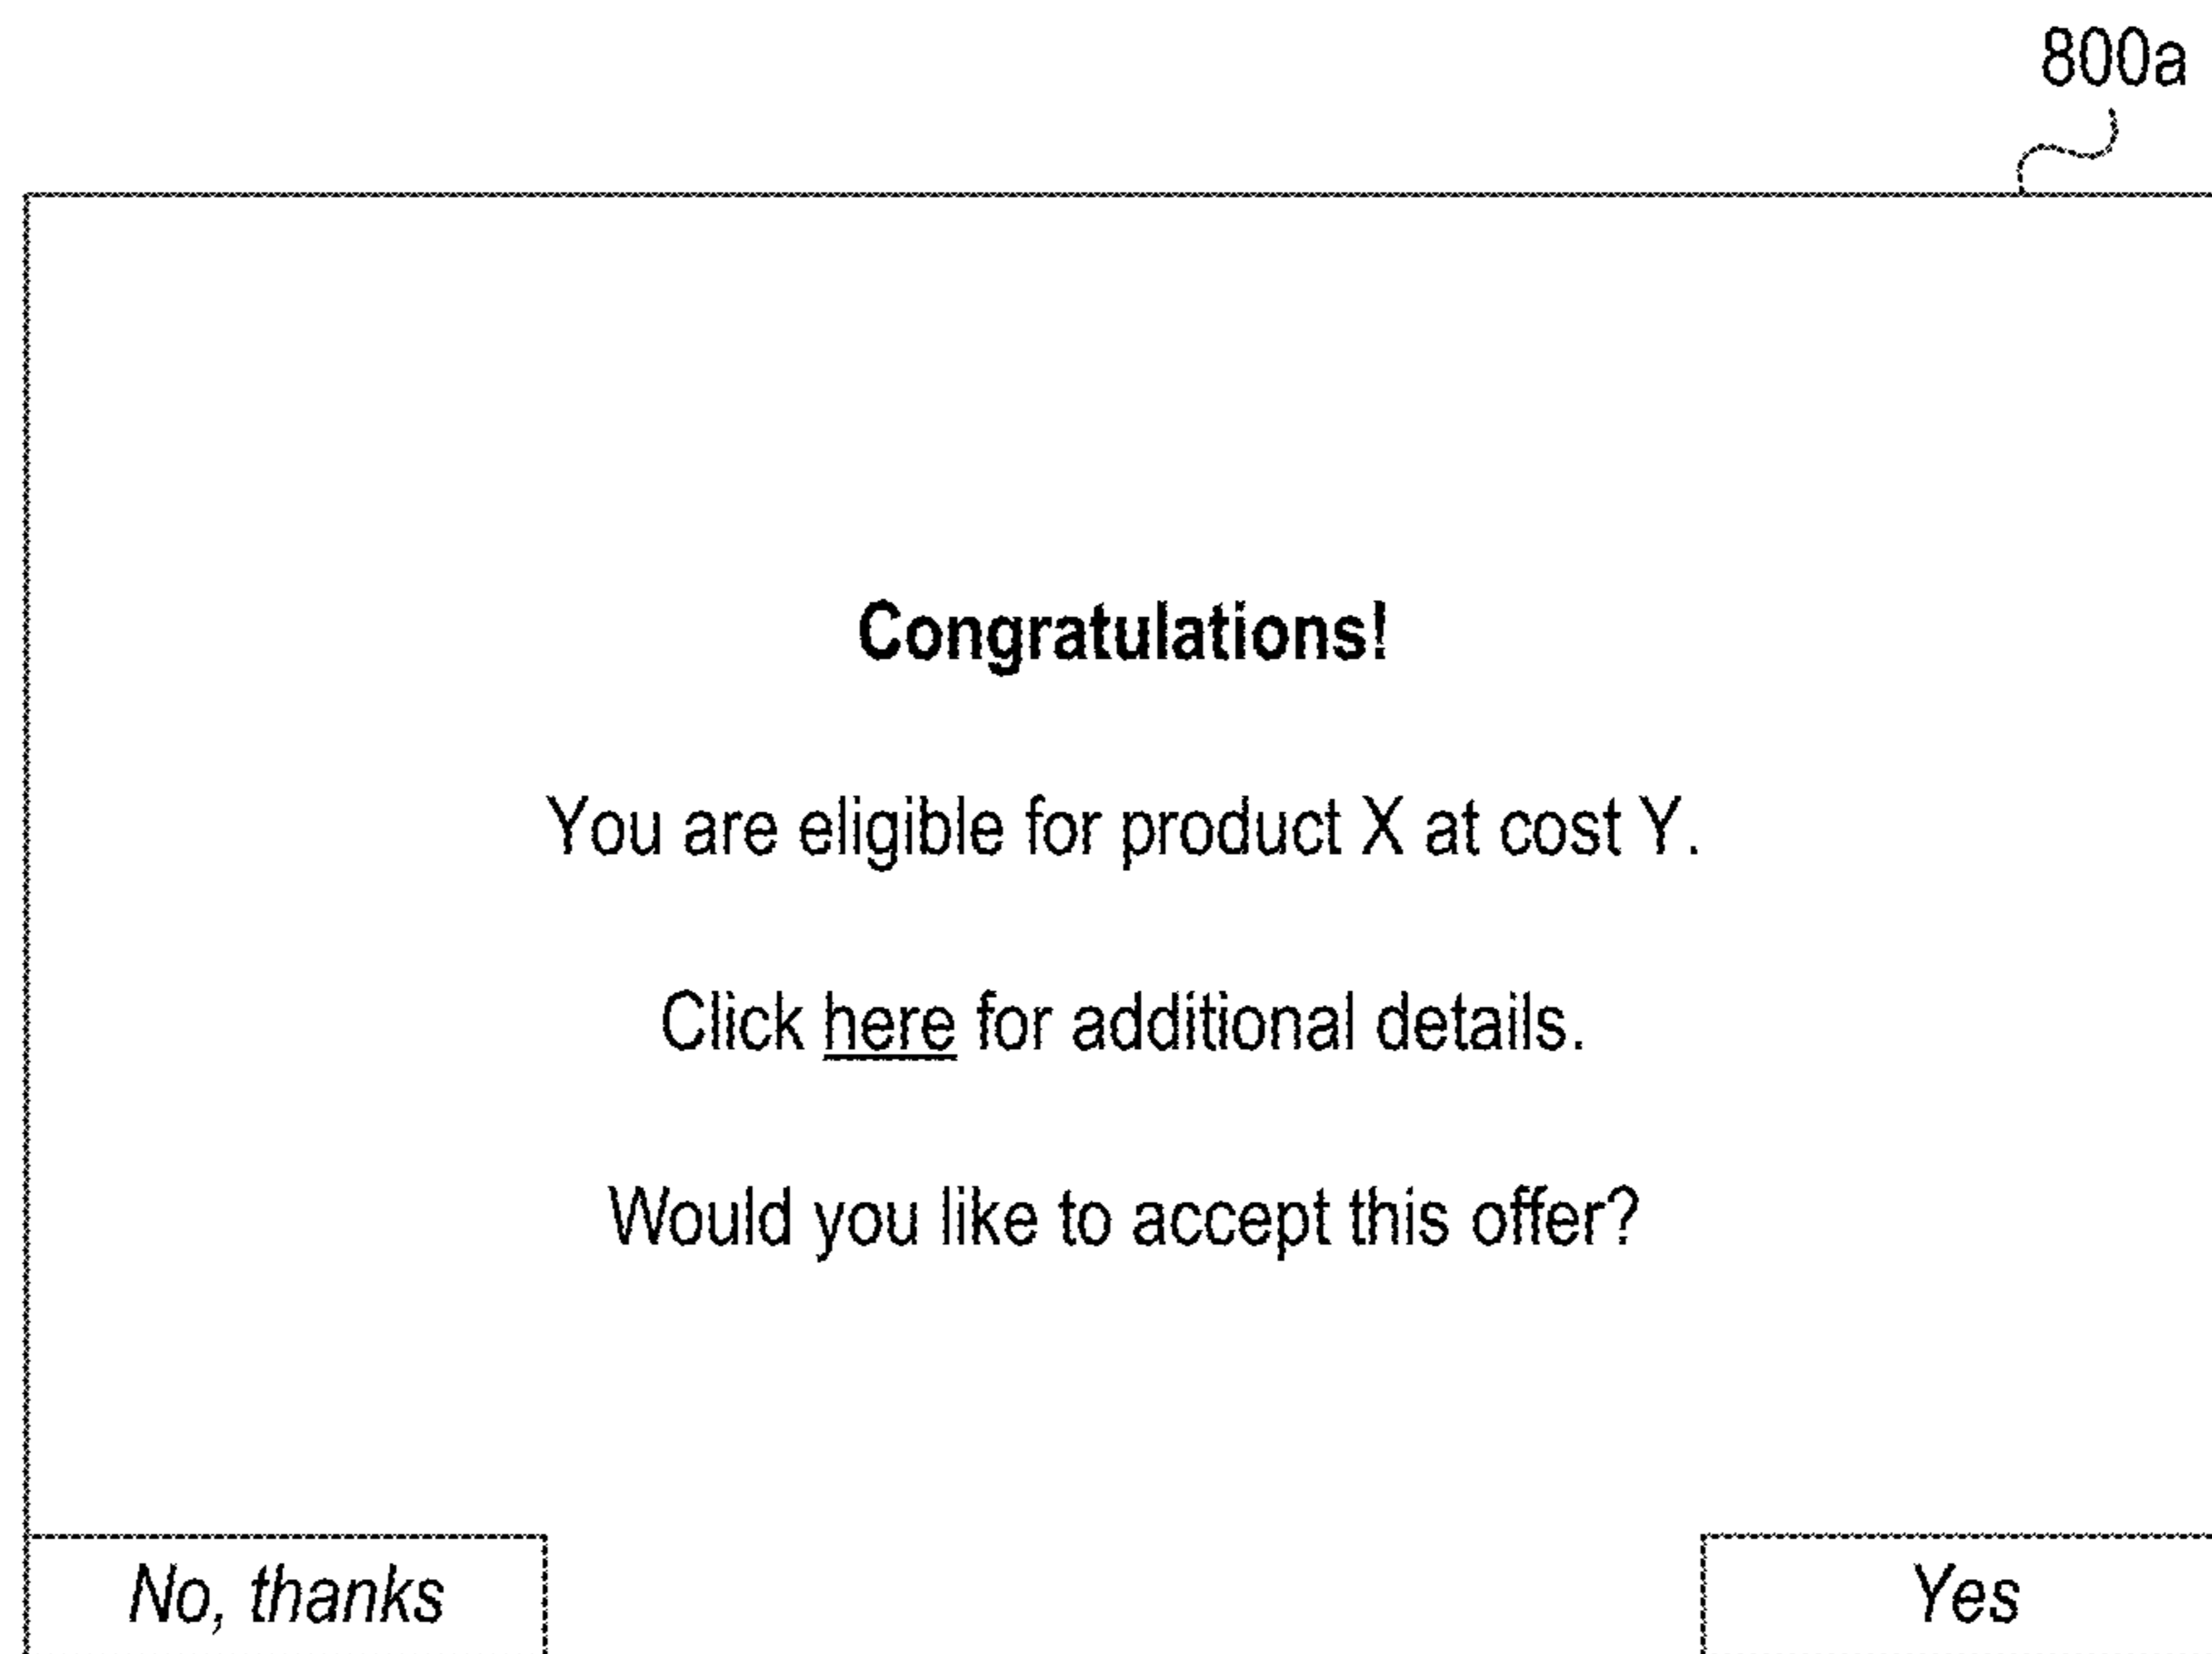 800a
Congratulations!
You are eligible for product X at cost Y.
Click here for additional details.
Would you like to accept this offer?
No, thanks
Yes